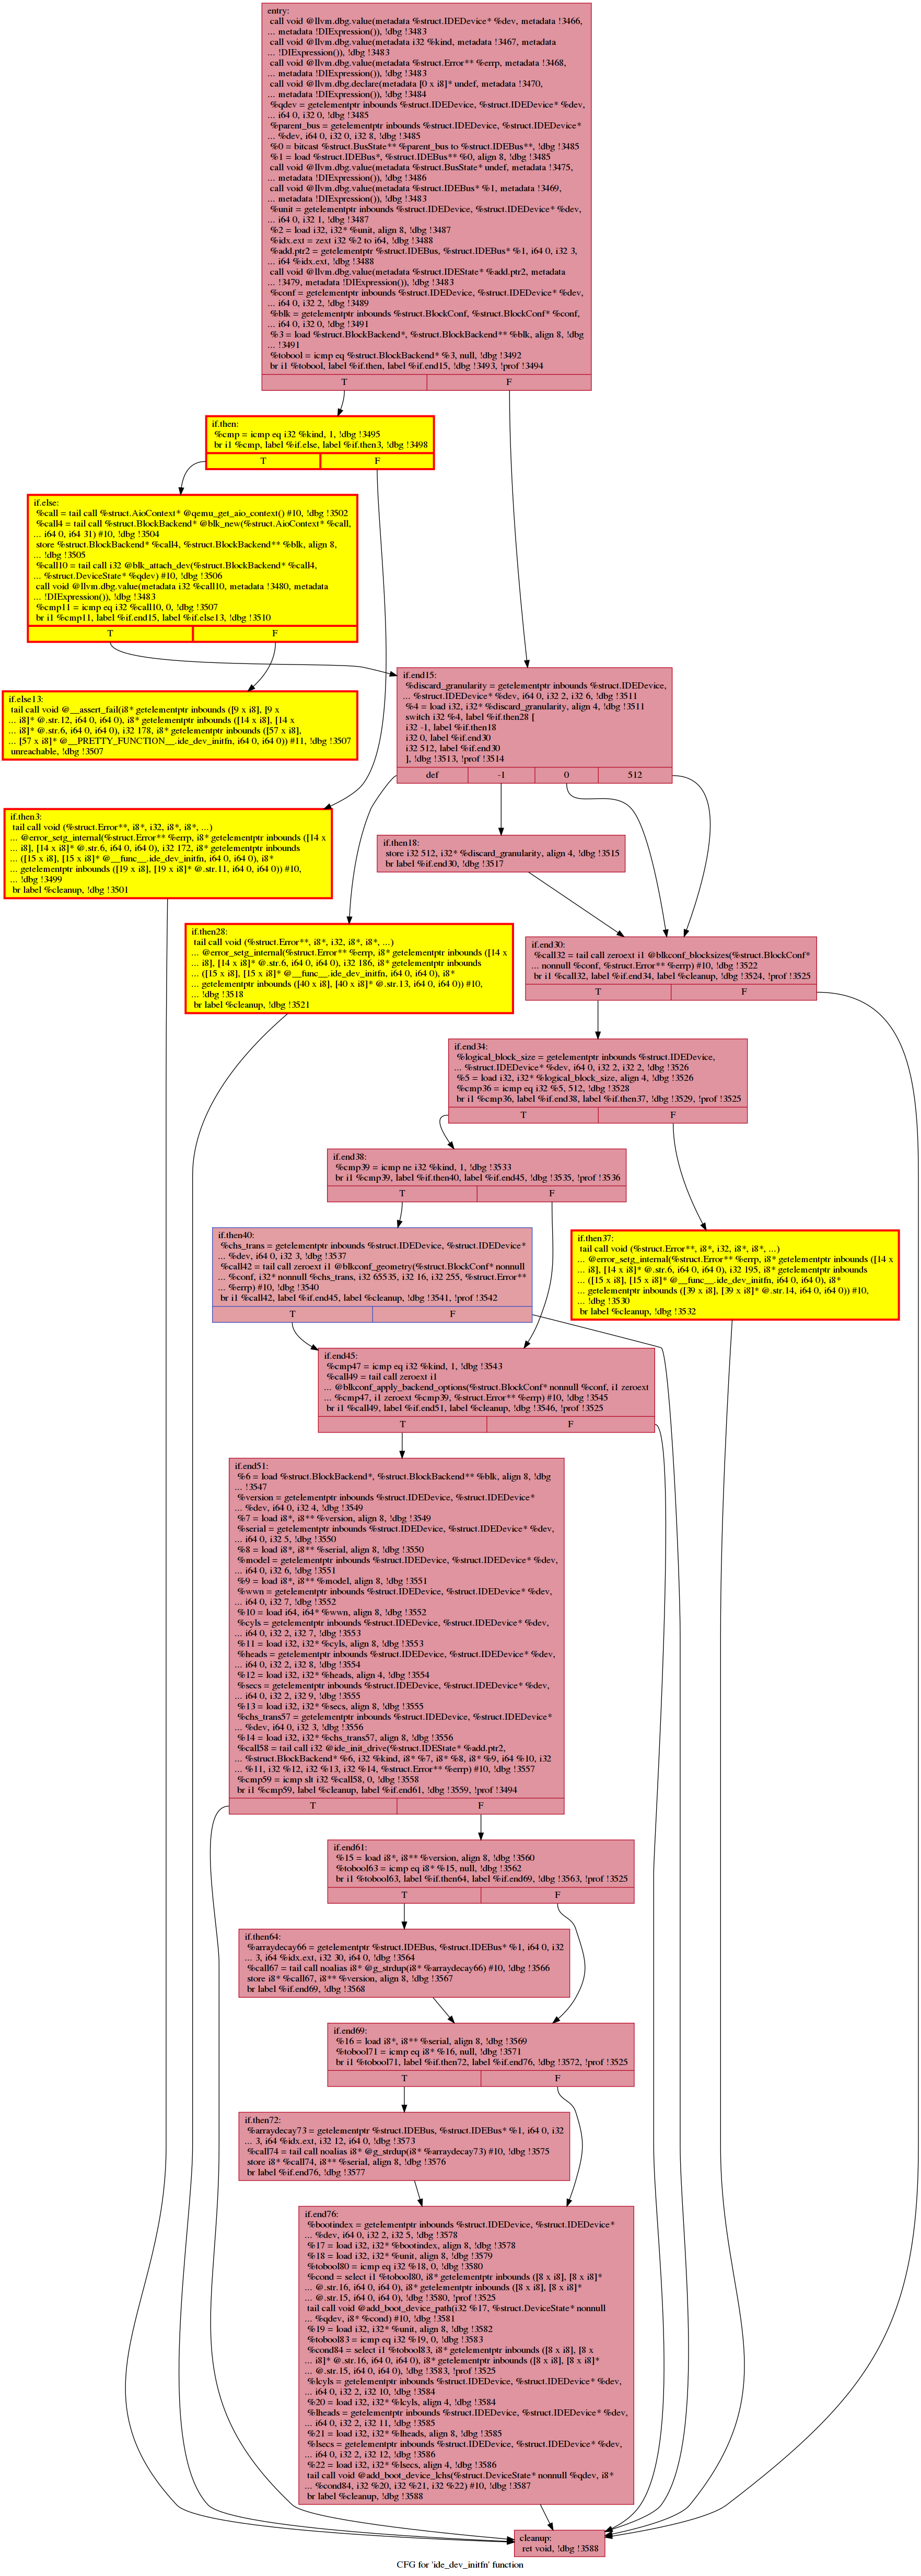 entry:
call void @llvm.dbg.value(metadata %struct.IDEDevice* %dev, metadata !3466,
... metadata !DIExpression()), !dbg !3483
call void @llvm.dbg.value(metadata i32 %kind, metadata !3467, metadata
... !DIExpression()), !dbg !3483
call void @llvm.dbg.value(metadata %struct.Error** %errp, metadata !3468,
... metadata !DIExpression()), !dbg !3483
call void @llvm.dbg.declare(metadata [0 x i8]* undef, metadata !3470,
... metadata !DIExpression()), !dbg !3484
%qdev = getelementptr inbounds %struct.IDEDevice, %struct.IDEDevice* %dev,
... i64 0, i32 0, !dbg !3485
%parent_bus = getelementptr inbounds %struct.IDEDevice, %struct.IDEDevice*
... %dev, i64 0, i32 0, i32 8, !dbg !3485
%0 = bitcast %struct.BusState** %parent_bus to %struct.IDEBus**, !dbg !3485
%1 = load %struct.IDEBus*, %struct.IDEBus** %0, align 8, !dbg !3485
call void @llvm.dbg.value(metadata %struct.BusState* undef, metadata !3475,
... metadata !DIExpression()), !dbg !3486
call void @llvm.dbg.value(metadata %struct.IDEBus* %1, metadata !3469,
... metadata !DIExpression()), !dbg !3483
%unit = getelementptr inbounds %struct.IDEDevice, %struct.IDEDevice* %dev,
... i64 0, i32 1, !dbg !3487
%2 = load i32, i32* %unit, align 8, !dbg !3487
%idx.ext = zext i32 %2 to i64, !dbg !3488
%add.ptr2 = getelementptr %struct.IDEBus, %struct.IDEBus* %1, i64 0, i32 3,
... i64 %idx.ext, !dbg !3488
call void @llvm.dbg.value(metadata %struct.IDEState* %add.ptr2, metadata
... !3479, metadata !DIExpression()), !dbg !3483
%conf = getelementptr inbounds %struct.IDEDevice, %struct.IDEDevice* %dev,
... i64 0, i32 2, !dbg !3489
%blk = getelementptr inbounds %struct.BlockConf, %struct.BlockConf* %conf,
... i64 0, i32 0, !dbg !3491
%3 = load %struct.BlockBackend*, %struct.BlockBackend** %blk, align 8, !dbg
... !3491
%tobool = icmp eq %struct.BlockBackend* %3, null, !dbg !3492
br i1 %tobool, label %if.then, label %if.end15, !dbg !3493, !prof !3494
T F
if.then:
%cmp = icmp eq i32 %kind, 1, !dbg !3495
br i1 %cmp, label %if.else, label %if.then3, !dbg !3498
T F
if.else:
%call = tail call %struct.AioContext* @qemu_get_aio_context() #10, !dbg !3502
%call4 = tail call %struct.BlockBackend* @blk_new(%struct.AioContext* %call,
... i64 0, i64 31) #10, !dbg !3504
store %struct.BlockBackend* %call4, %struct.BlockBackend** %blk, align 8,
... !dbg !3505
%call10 = tail call i32 @blk_attach_dev(%struct.BlockBackend* %call4,
... %struct.DeviceState* %qdev) #10, !dbg !3506
call void @llvm.dbg.value(metadata i32 %call10, metadata !3480, metadata
... !DIExpression()), !dbg !3483
%cmp11 = icmp eq i32 %call10, 0, !dbg !3507
br i1 %cmp11, label %if.end15, label %if.else13, !dbg !3510
T F
if.end15:
%discard_granularity = getelementptr inbounds %struct.IDEDevice,
... %struct.IDEDevice* %dev, i64 0, i32 2, i32 6, !dbg !3511
%4 = load i32, i32* %discard_granularity, align 4, !dbg !3511
switch i32 %4, label %if.then28 [
i32 -1, label %if.then18
i32 0, label %if.end30
i32 512, label %if.end30
], !dbg !3513, !prof !3514
def -1 0 512
if.else13:
tail call void @__assert_fail(i8* getelementptr inbounds ([9 x i8], [9 x
... i8]* @.str.12, i64 0, i64 0), i8* getelementptr inbounds ([14 x i8], [14 x
... i8]* @.str.6, i64 0, i64 0), i32 178, i8* getelementptr inbounds ([57 x i8],
... [57 x i8]* @__PRETTY_FUNCTION__.ide_dev_initfn, i64 0, i64 0)) #11, !dbg !3507
unreachable, !dbg !3507
if.then3:
tail call void (%struct.Error**, i8*, i32, i8*, i8*, ...)
... @error_setg_internal(%struct.Error** %errp, i8* getelementptr inbounds ([14 x
... i8], [14 x i8]* @.str.6, i64 0, i64 0), i32 172, i8* getelementptr inbounds
... ([15 x i8], [15 x i8]* @__func__.ide_dev_initfn, i64 0, i64 0), i8*
... getelementptr inbounds ([19 x i8], [19 x i8]* @.str.11, i64 0, i64 0)) #10,
... !dbg !3499
br label %cleanup, !dbg !3501
if.then18:
store i32 512, i32* %discard_granularity, align 4, !dbg !3515
br label %if.end30, !dbg !3517
if.then28:
tail call void (%struct.Error**, i8*, i32, i8*, i8*, ...)
... @error_setg_internal(%struct.Error** %errp, i8* getelementptr inbounds ([14 x
... i8], [14 x i8]* @.str.6, i64 0, i64 0), i32 186, i8* getelementptr inbounds
... ([15 x i8], [15 x i8]* @__func__.ide_dev_initfn, i64 0, i64 0), i8*
... getelementptr inbounds ([40 x i8], [40 x i8]* @.str.13, i64 0, i64 0)) #10,
... !dbg !3518
br label %cleanup, !dbg !3521
if.end30:
%call32 = tail call zeroext i1 @blkconf_blocksizes(%struct.BlockConf*
... nonnull %conf, %struct.Error** %errp) #10, !dbg !3522
br i1 %call32, label %if.end34, label %cleanup, !dbg !3524, !prof !3525
T F
if.end34:
%logical_block_size = getelementptr inbounds %struct.IDEDevice,
... %struct.IDEDevice* %dev, i64 0, i32 2, i32 2, !dbg !3526
%5 = load i32, i32* %logical_block_size, align 4, !dbg !3526
%cmp36 = icmp eq i32 %5, 512, !dbg !3528
br i1 %cmp36, label %if.end38, label %if.then37, !dbg !3529, !prof !3525
T F
if.end38:
%cmp39 = icmp ne i32 %kind, 1, !dbg !3533
br i1 %cmp39, label %if.then40, label %if.end45, !dbg !3535, !prof !3536
T F
if.then40:
%chs_trans = getelementptr inbounds %struct.IDEDevice, %struct.IDEDevice*
... %dev, i64 0, i32 3, !dbg !3537
%call42 = tail call zeroext i1 @blkconf_geometry(%struct.BlockConf* nonnull
... %conf, i32* nonnull %chs_trans, i32 65535, i32 16, i32 255, %struct.Error**
... %errp) #10, !dbg !3540
br i1 %call42, label %if.end45, label %cleanup, !dbg !3541, !prof !3542
T F
if.then37:
tail call void (%struct.Error**, i8*, i32, i8*, i8*, ...)
... @error_setg_internal(%struct.Error** %errp, i8* getelementptr inbounds ([14 x
... i8], [14 x i8]* @.str.6, i64 0, i64 0), i32 195, i8* getelementptr inbounds
... ([15 x i8], [15 x i8]* @__func__.ide_dev_initfn, i64 0, i64 0), i8*
... getelementptr inbounds ([39 x i8], [39 x i8]* @.str.14, i64 0, i64 0)) #10,
... !dbg !3530
br label %cleanup, !dbg !3532
if.end45:
%cmp47 = icmp eq i32 %kind, 1, !dbg !3543
%call49 = tail call zeroext i1
... @blkconf_apply_backend_options(%struct.BlockConf* nonnull %conf, i1 zeroext
... %cmp47, i1 zeroext %cmp39, %struct.Error** %errp) #10, !dbg !3545
br i1 %call49, label %if.end51, label %cleanup, !dbg !3546, !prof !3525
T F
if.end51:
%6 = load %struct.BlockBackend*, %struct.BlockBackend** %blk, align 8, !dbg
... !3547
%version = getelementptr inbounds %struct.IDEDevice, %struct.IDEDevice*
... %dev, i64 0, i32 4, !dbg !3549
%7 = load i8*, i8** %version, align 8, !dbg !3549
%serial = getelementptr inbounds %struct.IDEDevice, %struct.IDEDevice* %dev,
... i64 0, i32 5, !dbg !3550
%8 = load i8*, i8** %serial, align 8, !dbg !3550
%model = getelementptr inbounds %struct.IDEDevice, %struct.IDEDevice* %dev,
... i64 0, i32 6, !dbg !3551
%9 = load i8*, i8** %model, align 8, !dbg !3551
%wwn = getelementptr inbounds %struct.IDEDevice, %struct.IDEDevice* %dev,
... i64 0, i32 7, !dbg !3552
%10 = load i64, i64* %wwn, align 8, !dbg !3552
%cyls = getelementptr inbounds %struct.IDEDevice, %struct.IDEDevice* %dev,
... i64 0, i32 2, i32 7, !dbg !3553
%11 = load i32, i32* %cyls, align 8, !dbg !3553
%heads = getelementptr inbounds %struct.IDEDevice, %struct.IDEDevice* %dev,
... i64 0, i32 2, i32 8, !dbg !3554
%12 = load i32, i32* %heads, align 4, !dbg !3554
%secs = getelementptr inbounds %struct.IDEDevice, %struct.IDEDevice* %dev,
... i64 0, i32 2, i32 9, !dbg !3555
%13 = load i32, i32* %secs, align 8, !dbg !3555
%chs_trans57 = getelementptr inbounds %struct.IDEDevice, %struct.IDEDevice*
... %dev, i64 0, i32 3, !dbg !3556
%14 = load i32, i32* %chs_trans57, align 8, !dbg !3556
%call58 = tail call i32 @ide_init_drive(%struct.IDEState* %add.ptr2,
... %struct.BlockBackend* %6, i32 %kind, i8* %7, i8* %8, i8* %9, i64 %10, i32
... %11, i32 %12, i32 %13, i32 %14, %struct.Error** %errp) #10, !dbg !3557
%cmp59 = icmp slt i32 %call58, 0, !dbg !3558
br i1 %cmp59, label %cleanup, label %if.end61, !dbg !3559, !prof !3494
T F
if.end61:
%15 = load i8*, i8** %version, align 8, !dbg !3560
%tobool63 = icmp eq i8* %15, null, !dbg !3562
br i1 %tobool63, label %if.then64, label %if.end69, !dbg !3563, !prof !3525
T F
if.then64:
%arraydecay66 = getelementptr %struct.IDEBus, %struct.IDEBus* %1, i64 0, i32
... 3, i64 %idx.ext, i32 30, i64 0, !dbg !3564
%call67 = tail call noalias i8* @g_strdup(i8* %arraydecay66) #10, !dbg !3566
store i8* %call67, i8** %version, align 8, !dbg !3567
br label %if.end69, !dbg !3568
if.end69:
%16 = load i8*, i8** %serial, align 8, !dbg !3569
%tobool71 = icmp eq i8* %16, null, !dbg !3571
br i1 %tobool71, label %if.then72, label %if.end76, !dbg !3572, !prof !3525
T F
if.then72:
%arraydecay73 = getelementptr %struct.IDEBus, %struct.IDEBus* %1, i64 0, i32
... 3, i64 %idx.ext, i32 12, i64 0, !dbg !3573
%call74 = tail call noalias i8* @g_strdup(i8* %arraydecay73) #10, !dbg !3575
store i8* %call74, i8** %serial, align 8, !dbg !3576
br label %if.end76, !dbg !3577
if.end76:
%bootindex = getelementptr inbounds %struct.IDEDevice, %struct.IDEDevice*
... %dev, i64 0, i32 2, i32 5, !dbg !3578
%17 = load i32, i32* %bootindex, align 8, !dbg !3578
%18 = load i32, i32* %unit, align 8, !dbg !3579
%tobool80 = icmp eq i32 %18, 0, !dbg !3580
%cond = select i1 %tobool80, i8* getelementptr inbounds ([8 x i8], [8 x i8]*
... @.str.16, i64 0, i64 0), i8* getelementptr inbounds ([8 x i8], [8 x i8]*
... @.str.15, i64 0, i64 0), !dbg !3580, !prof !3525
tail call void @add_boot_device_path(i32 %17, %struct.DeviceState* nonnull
... %qdev, i8* %cond) #10, !dbg !3581
%19 = load i32, i32* %unit, align 8, !dbg !3582
%tobool83 = icmp eq i32 %19, 0, !dbg !3583
%cond84 = select i1 %tobool83, i8* getelementptr inbounds ([8 x i8], [8 x
... i8]* @.str.16, i64 0, i64 0), i8* getelementptr inbounds ([8 x i8], [8 x i8]*
... @.str.15, i64 0, i64 0), !dbg !3583, !prof !3525
%lcyls = getelementptr inbounds %struct.IDEDevice, %struct.IDEDevice* %dev,
... i64 0, i32 2, i32 10, !dbg !3584
%20 = load i32, i32* %lcyls, align 4, !dbg !3584
%lheads = getelementptr inbounds %struct.IDEDevice, %struct.IDEDevice* %dev,
... i64 0, i32 2, i32 11, !dbg !3585
%21 = load i32, i32* %lheads, align 8, !dbg !3585
%lsecs = getelementptr inbounds %struct.IDEDevice, %struct.IDEDevice* %dev,
... i64 0, i32 2, i32 12, !dbg !3586
%22 = load i32, i32* %lsecs, align 4, !dbg !3586
tail call void @add_boot_device_lchs(%struct.DeviceState* nonnull %qdev, i8*
... %cond84, i32 %20, i32 %21, i32 %22) #10, !dbg !3587
br label %cleanup, !dbg !3588
cleanup:
ret void, !dbg !3588
CFG for 'ide_dev_initfn' function